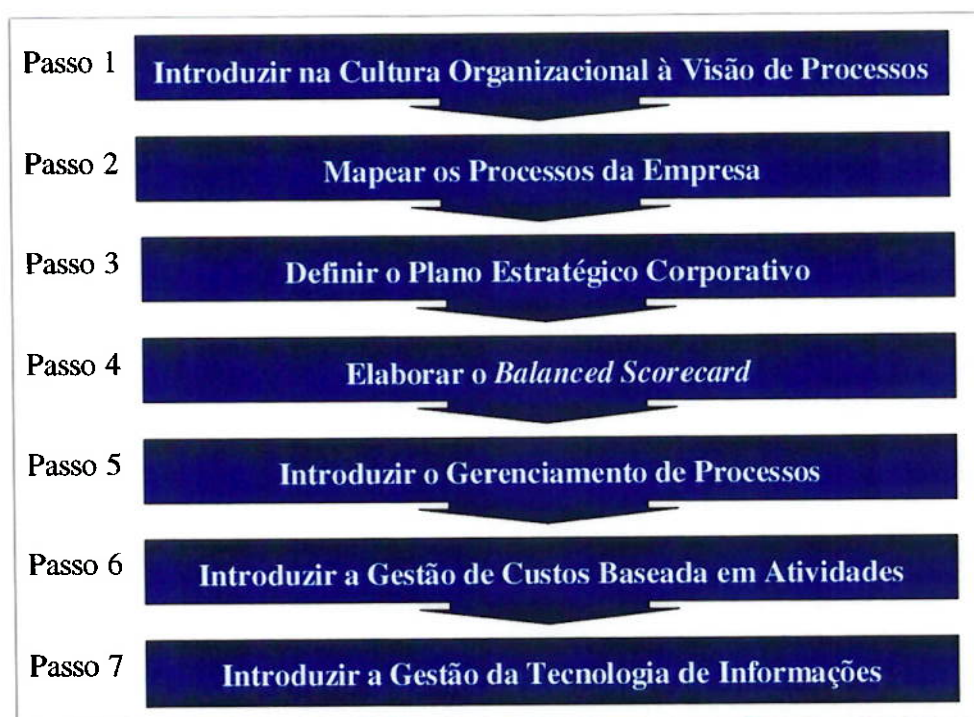 Passo 1
Introduzir na Cultura Organizacional à Visão de Processos
Passo 2
Mapear os Processos da Empresa
Passo 3
Definir o Plano Estratégico Corporativo
Passo 4
Elaborar o Balanced Scorecard
Passo 5
Introduzir o Gerenciamento de Processos
Passo 6
Introduzir a Gestão de Custos Baseada em Atividades
Passo 7
Introduzir a Gestão da Tecnologia de Informações